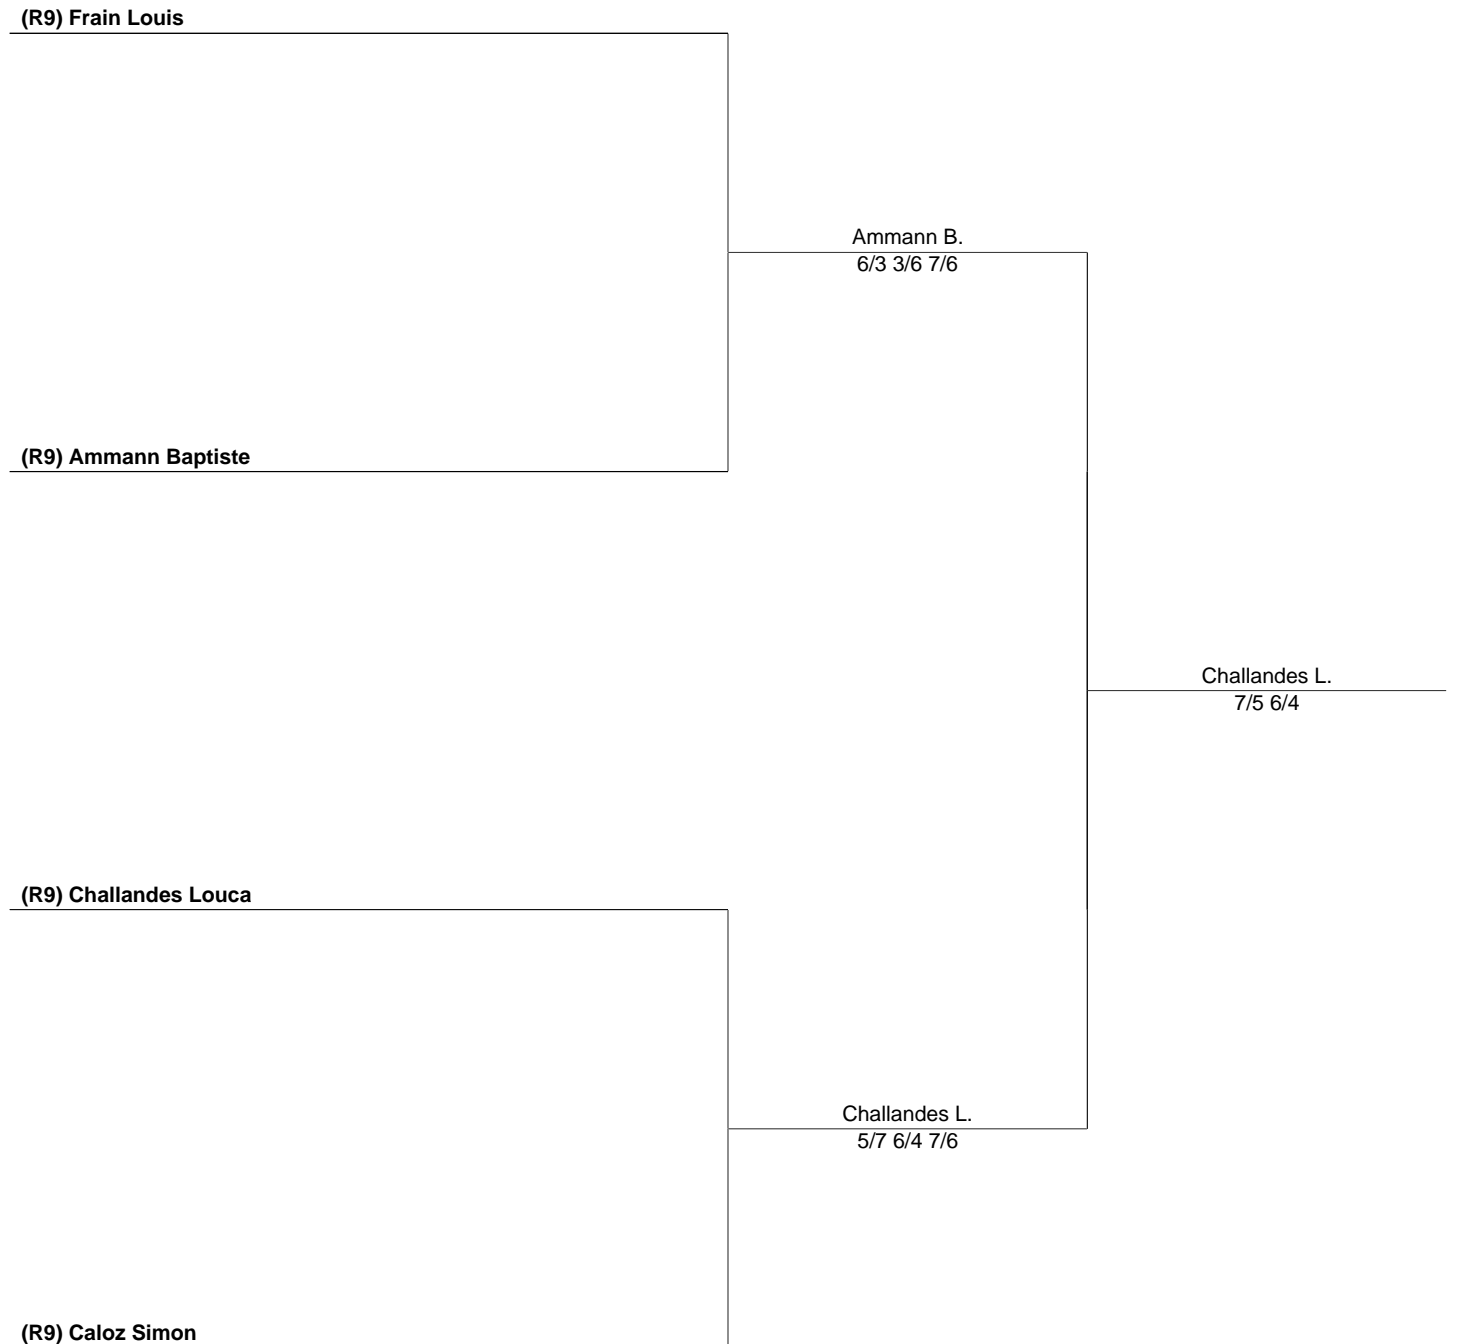 (R9) Frain Louis
Ammann B.
6/3 3/6 7/6
(R9) Ammann Baptiste
Challandes L.
7/5 6/4
(R9) Challandes Louca
Challandes L.
5/7 6/4 7/6
(R9) Caloz Simon